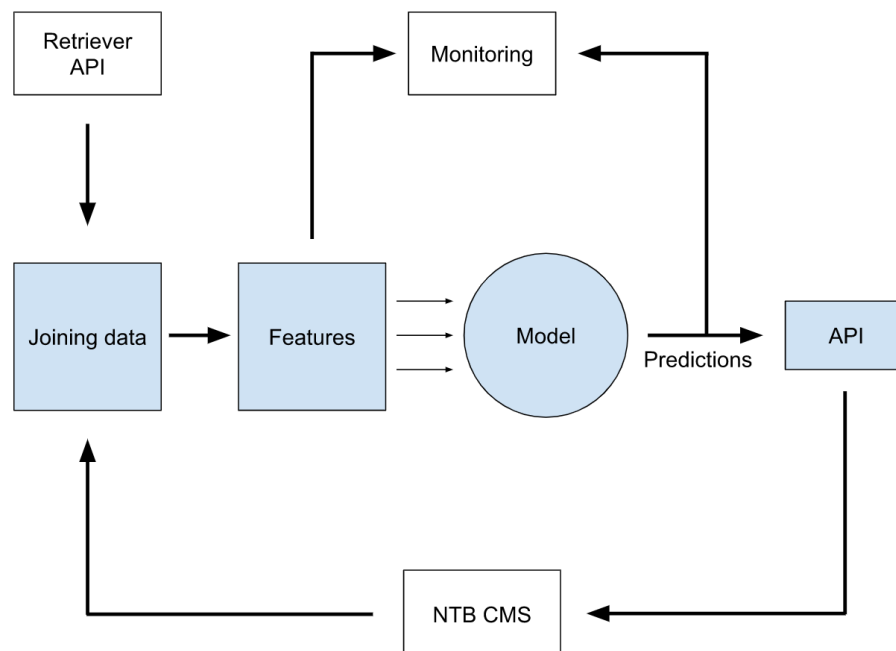 Retriever
API
Monitoring
Joining data
Features
Model
Predictions
API
NTB CMS